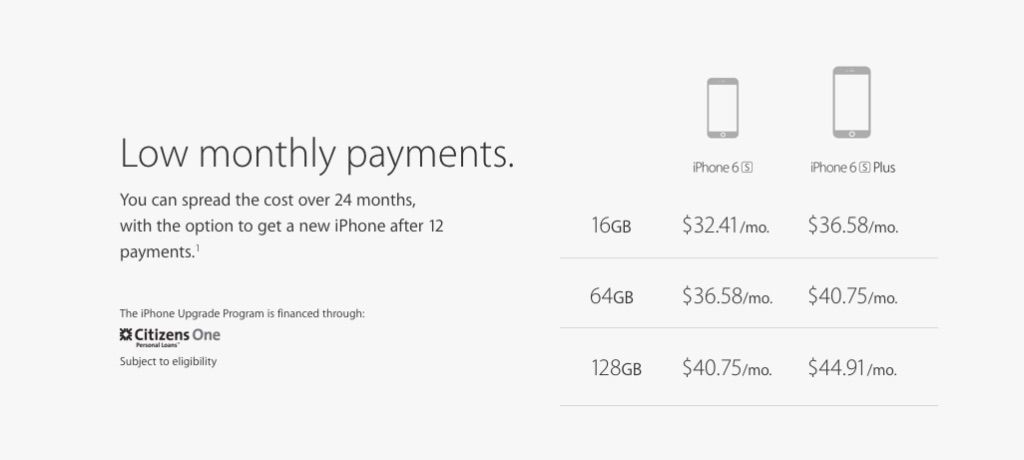 Low monthly payments.
You can spread the cost over 24 months,
with the option to get a new iPhone after 12
payments.1
The iPhone Upgrade Program is financed through:
Citizens One
Personal Loans™
Subject to eligibility
iPhone 6S iPhone 6S Plus
16GB $32.41/mo. $36.58/mo.
64GB $36.58/mo. $40.75/mo.
128GB $40.75/mo. $44.91/mo.